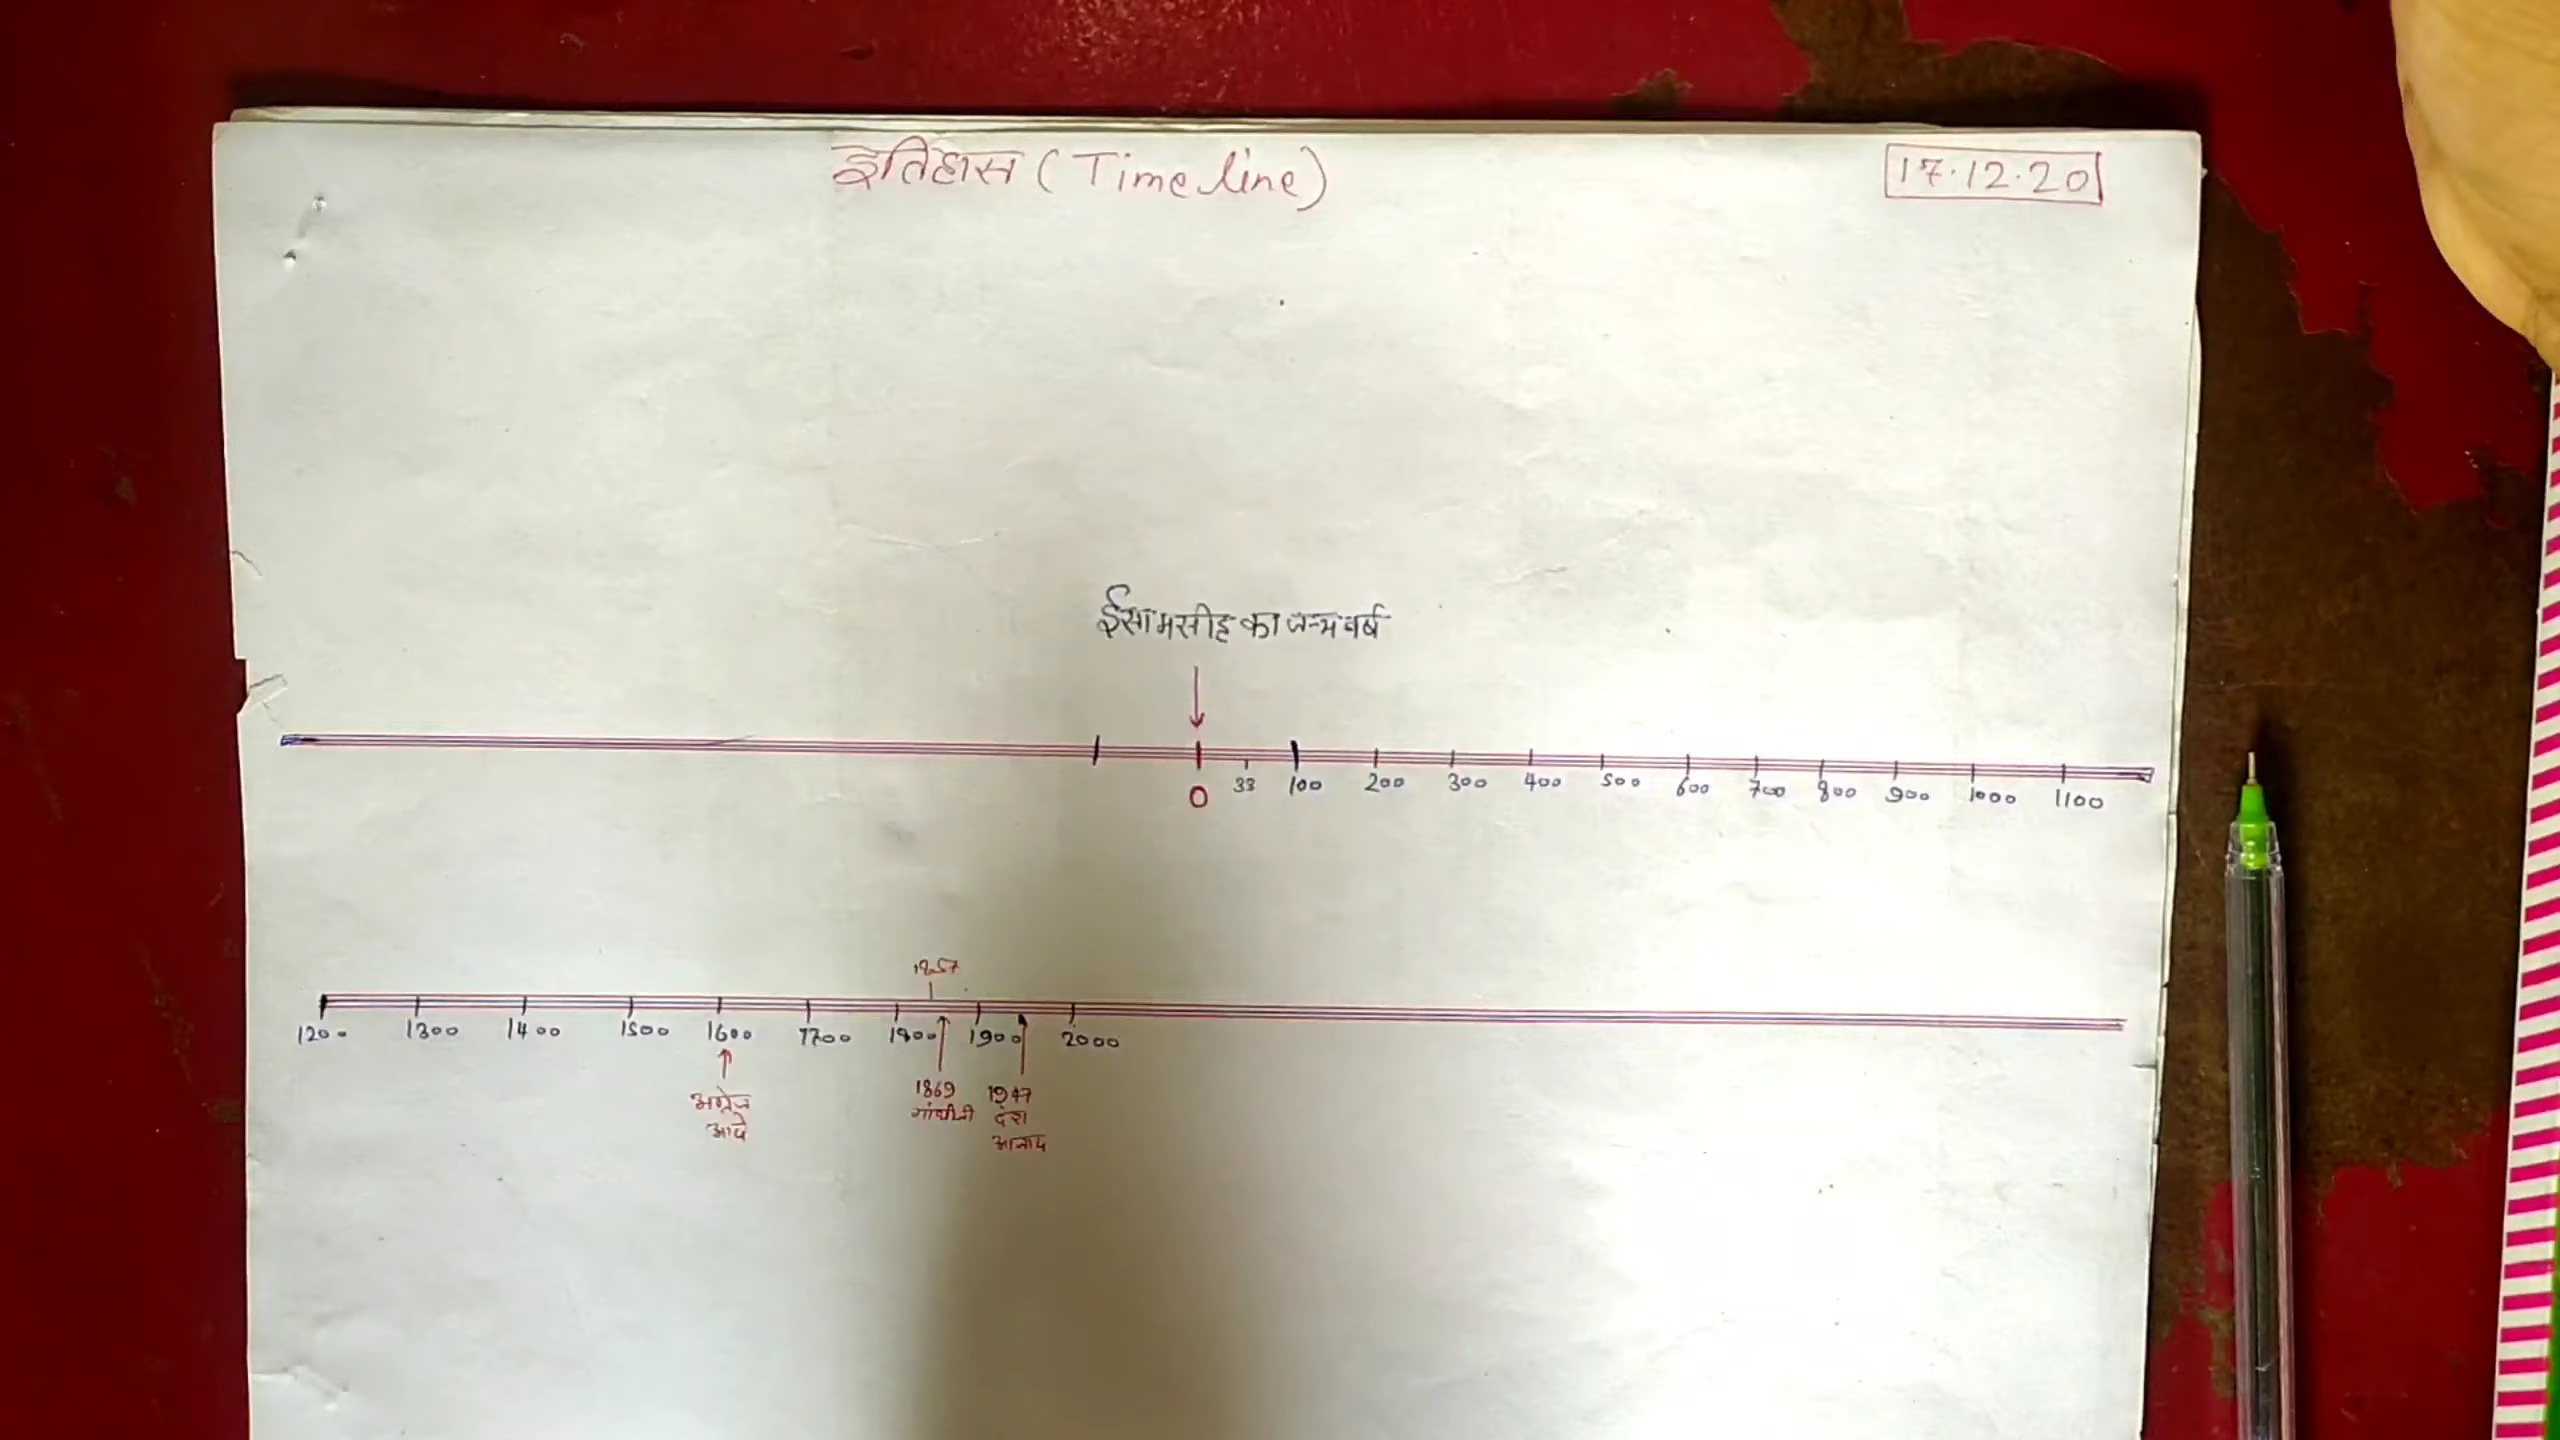 इतिहास (Time line)
17.12.20
ईसा मसीह का जन्म वर्ष
0 33 100 200 300 400 500 600 700 800 900 1000 1100
1857
1200 1300 1400 1500 1600 1700 1800 1900 2000
अंग्रेज
आये
1869
गांधीजी
1947
देश
आजाद